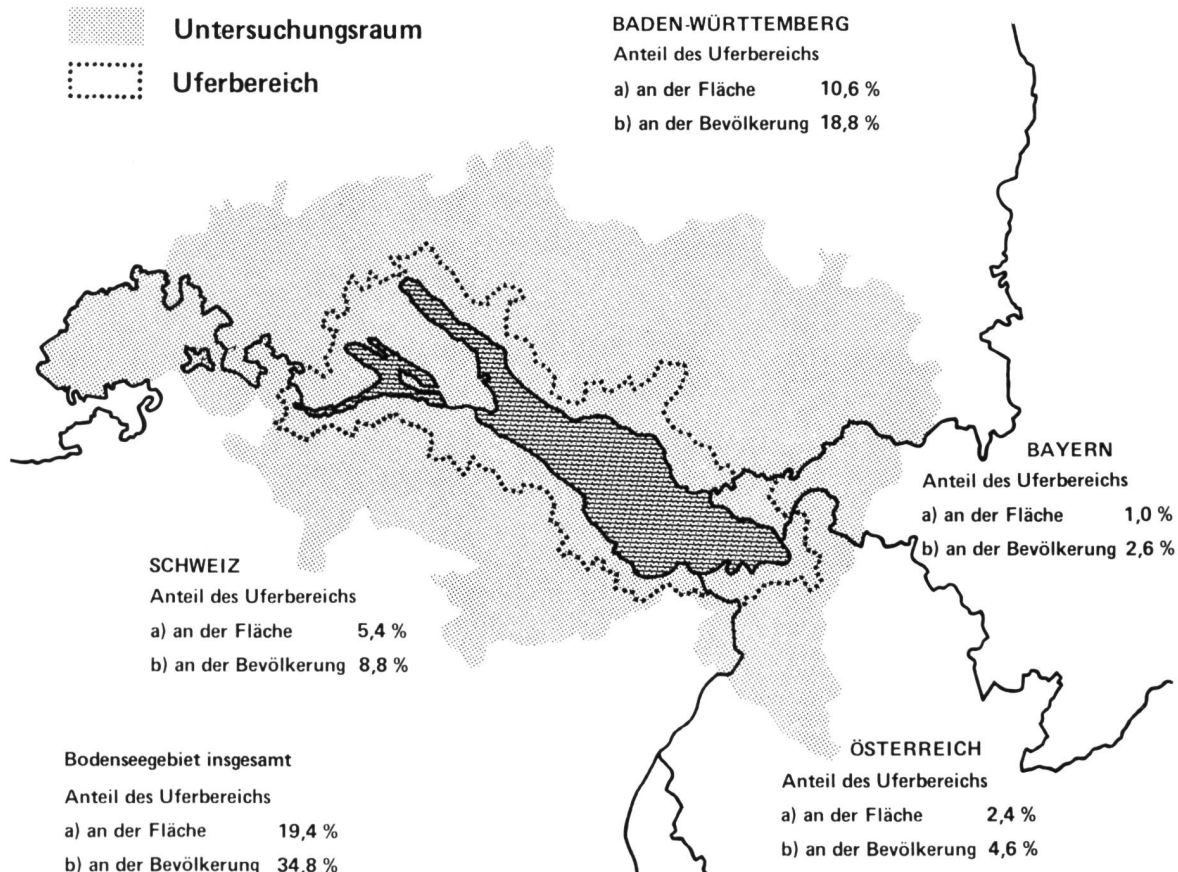 Untersuchungsraum
Uferbereich
BADEN-WÜRTTEMBERG
Anteil des Uferbereichs
a) an der Fläche 10,6 %
b) an der Bevölkerung 18,8 %
BAYERN
Anteil des Uferbereichs
a) an der Fläche 1,0 %
b) an der Bevölkerung 2,6 %
SCHWEIZ
Anteil des Uferbereichs
a) an der Fläche 5,4 %
b) an der Bevölkerung 8,8 %
ÖSTERREICH
Anteil des Uferbereichs
a) an der Fläche 2,4 %
b) an der Bevölkerung 4,6 %
Bodenseegebiet insgesamt
Anteil des Uferbereichs
a) an der Fläche 19,4 %
b) an der Bevölkerung 34,8 %